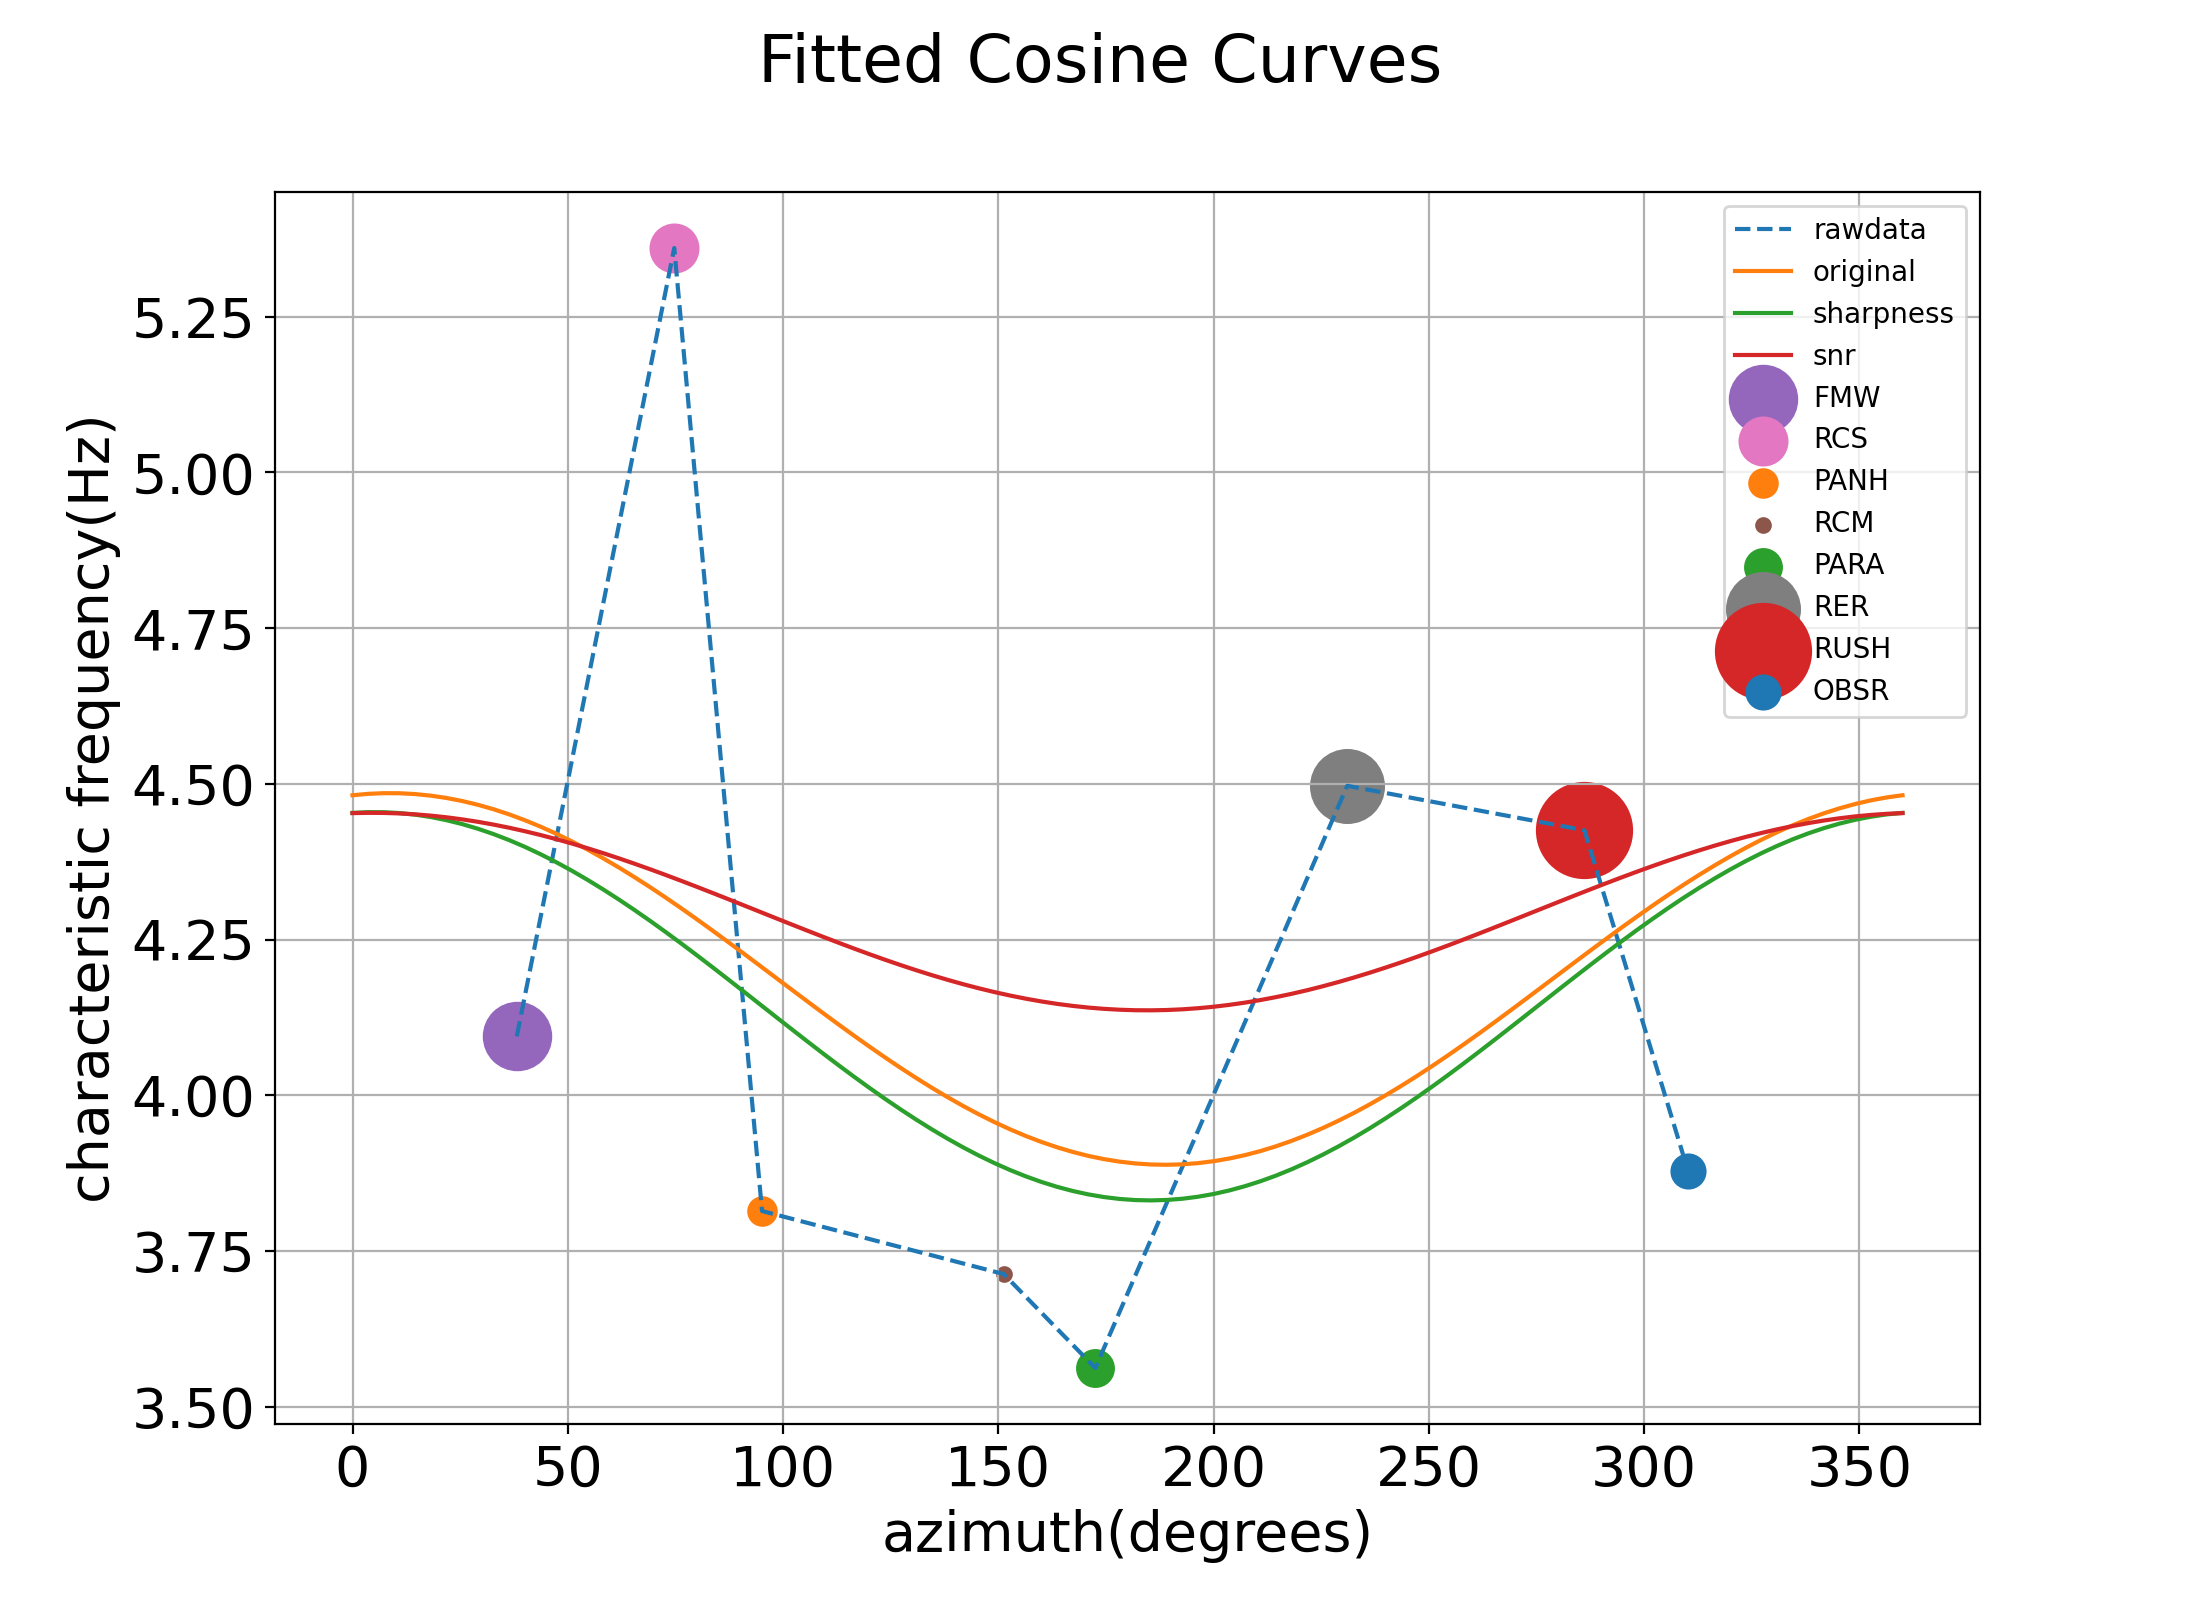 Fitted Cosine Curves
characteristic frequency(Hz)
5.25
5.00
4.75
4.50
4.25
4.00
3.75
3.50
rawdata
original
sharpness
snr
FMW
RCS
PANH
RCM
PARA
RER
RUSH
OBSR
0 50 100 150 200 250 300 350
azimuth(degrees)